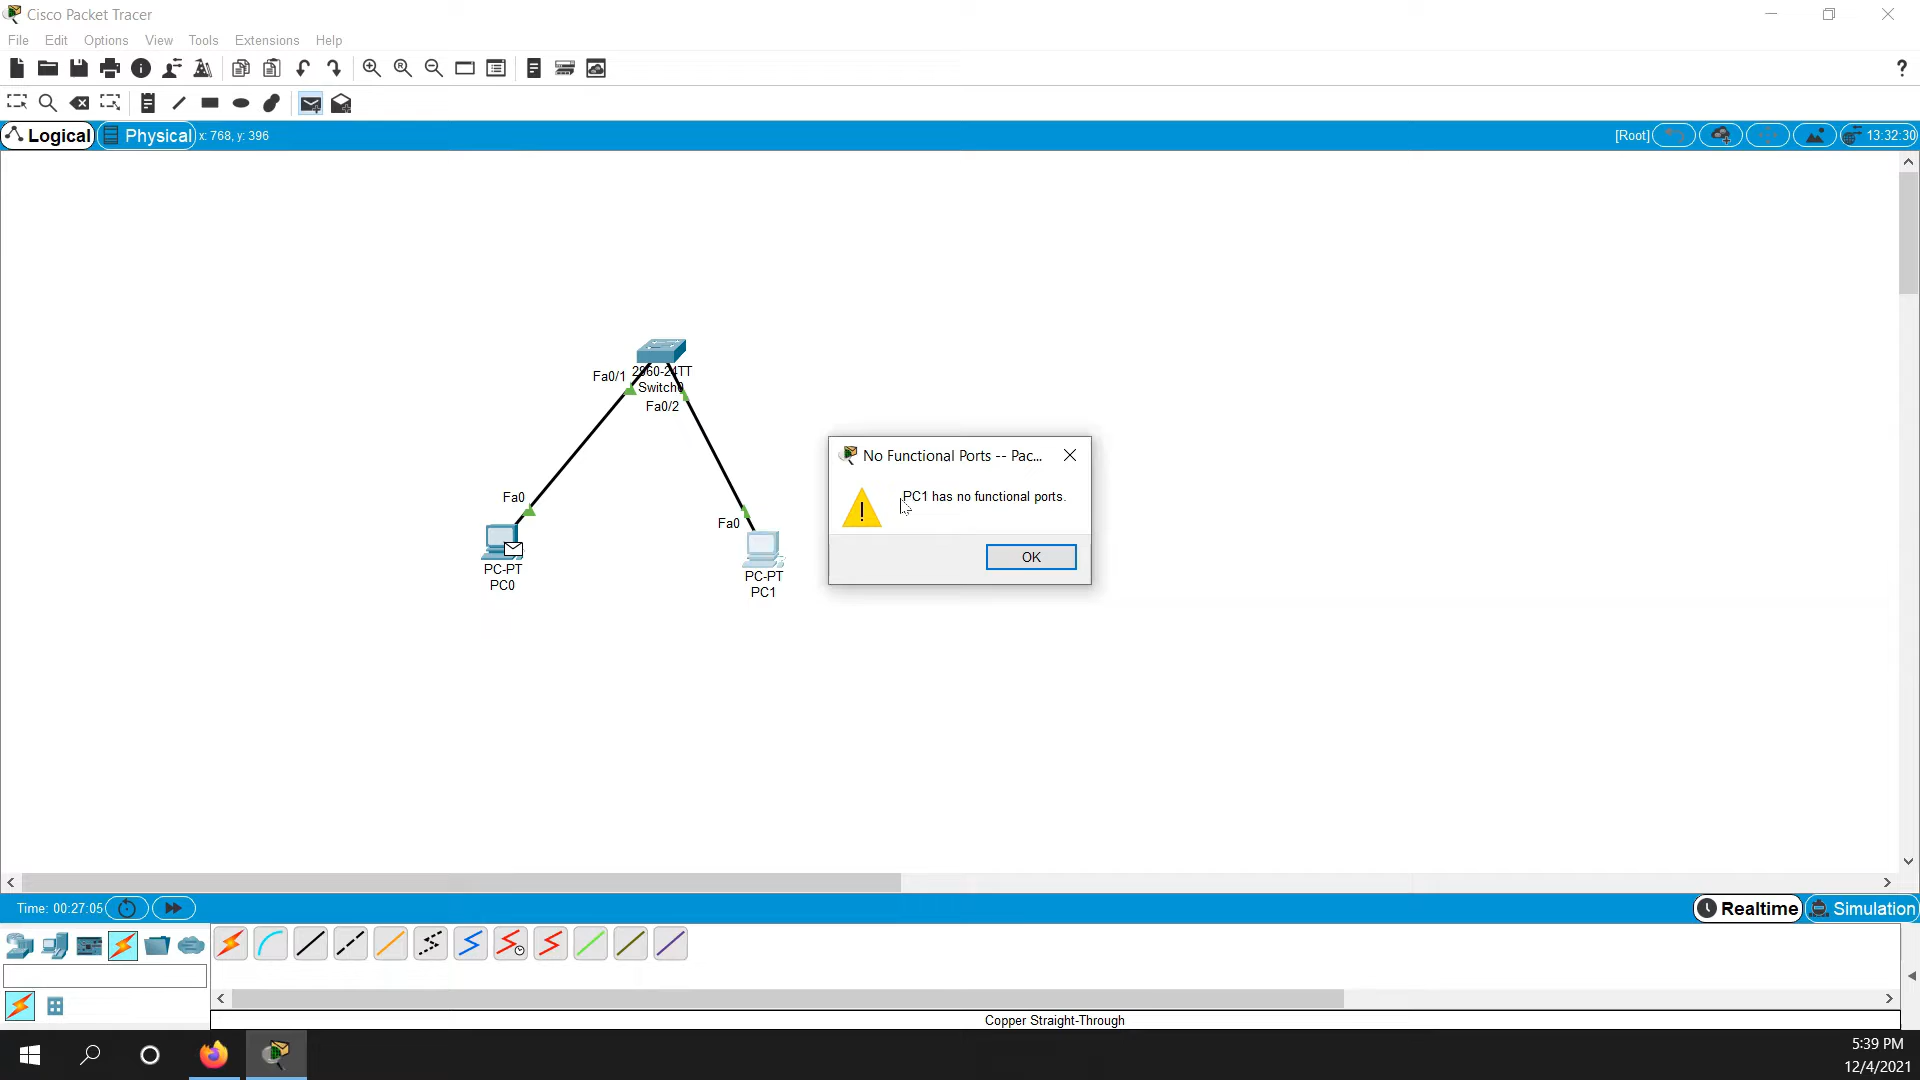 Cisco Packet Tracer
File Edit Options View Tools Extensions Help
?
Logical Physical x: 768, y: 396 [Root] 13:32:30
2960-24TT
Fa0/1
Switch0
Fa0/2
Fa0
PC-PT
PC0
Fa0
PC-PT
PC1
No Functional Ports -- Pac...
PC1 has no functional ports.
OK
Time: 00:27:05 Realtime Simulation
Copper Straight-Through
5:39 PM
12/4/2021